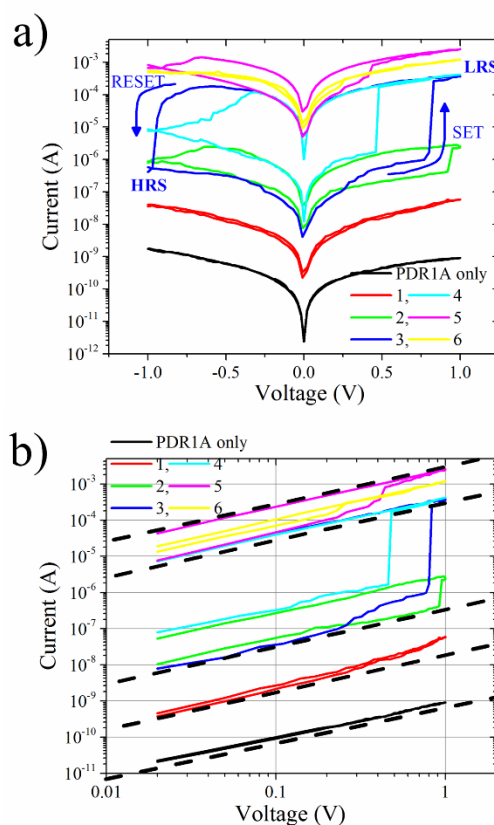 a)
10⁻³
10⁻⁴
10⁻⁵
10⁻⁶
10⁻⁷
10⁻⁸
10⁻⁹
10⁻¹⁰
10⁻¹¹
10⁻¹²
Current (A)
RESET
HRS
LRS
SET
PDR1A only
1, 4
2, 5
3, 6
-1.0 -0.5 0.0 0.5 1.0
Voltage (V)
b)
PDR1A only
1, 4
2, 5
3, 6
10⁻³
10⁻⁴
10⁻⁵
10⁻⁶
10⁻⁷
10⁻⁸
10⁻⁹
10⁻¹⁰
10⁻¹¹
Current (A)
0.01 0.1 1
Voltage (V)